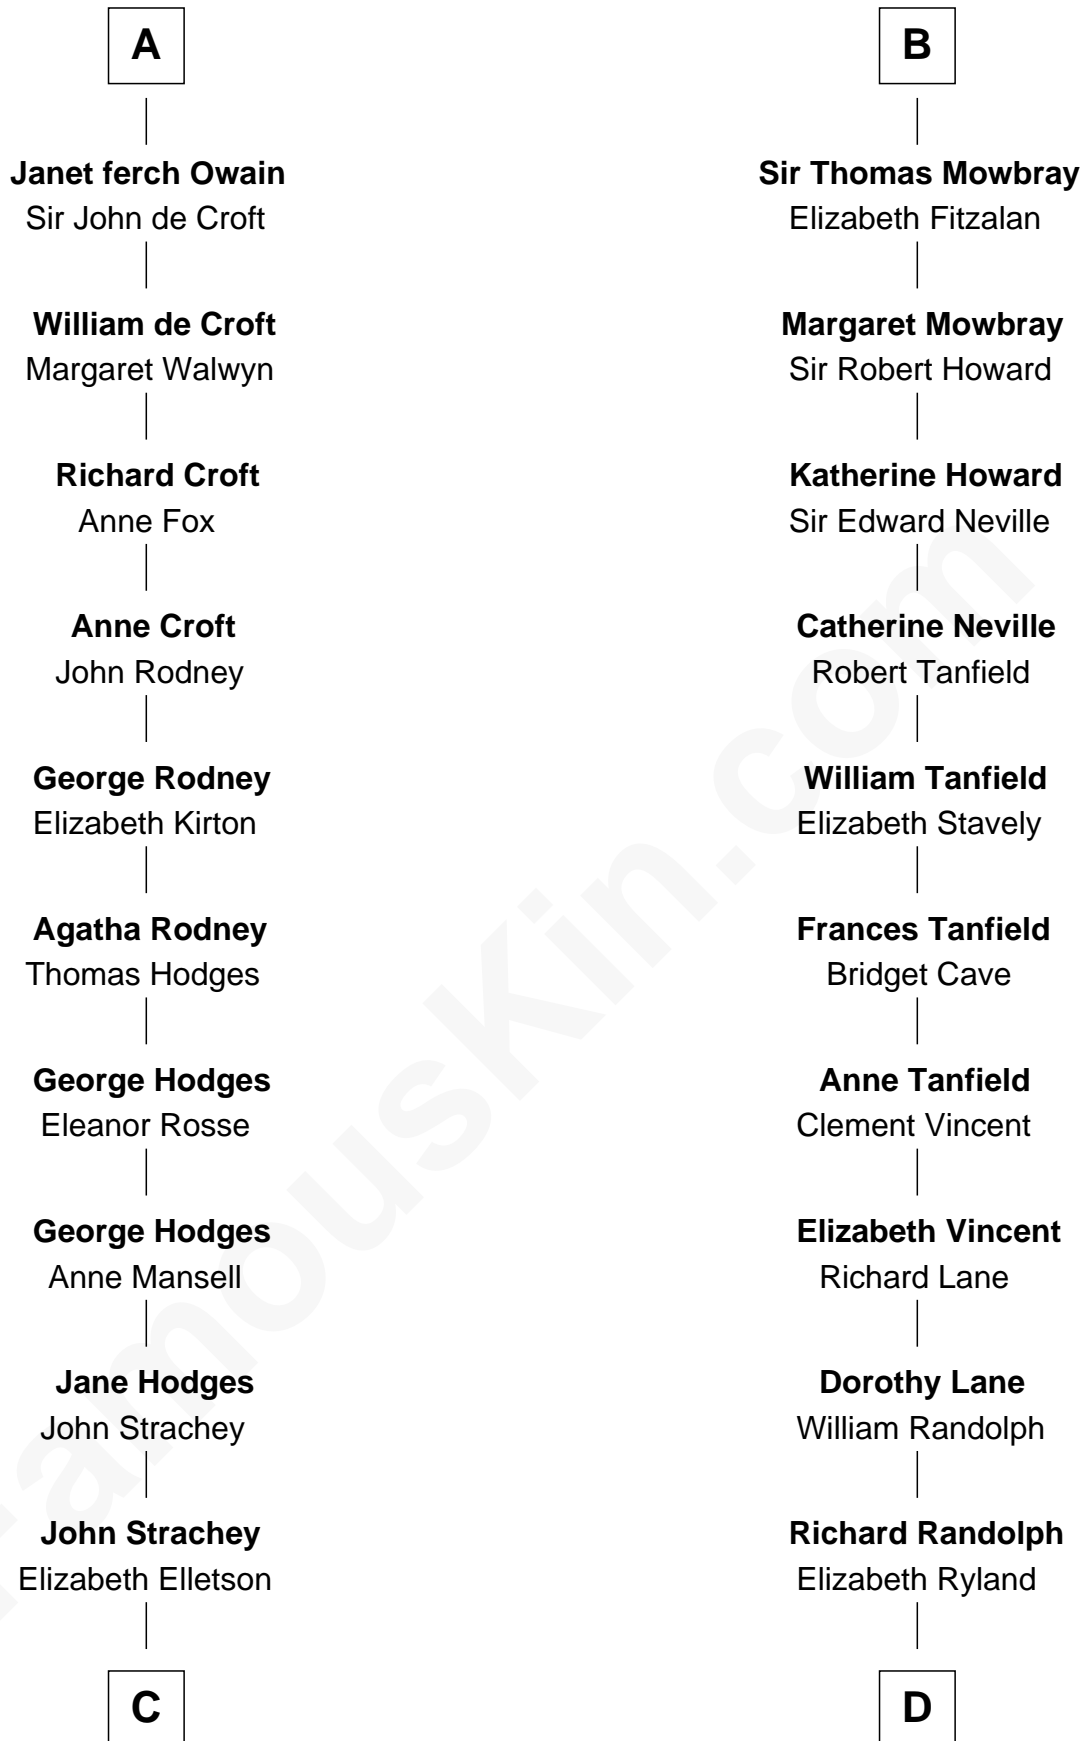 A
Janet ferch Owain
Sir John de Croft
William de Croft
Margaret Walwyn
Richard Croft
Anne Fox
Anne Croft
John Rodney
George Rodney
Elizabeth Kirton
Agatha Rodney
Thomas Hodges
George Hodges
Eleanor Rosse
George Hodges
Anne Mansell
Jane Hodges
John Strachey
John Strachey
Elizabeth Elletson
C
B
Sir Thomas Mowbray
Elizabeth Fitzalan
Margaret Mowbray
Sir Robert Howard
Katherine Howard
Sir Edward Neville
Catherine Neville
Robert Tanfield
William Tanfield
Elizabeth Stavely
Frances Tanfield
Bridget Cave
Anne Tanfield
Clement Vincent
Elizabeth Vincent
Richard Lane
Dorothy Lane
William Randolph
Richard Randolph
Elizabeth Ryland
D
FamousKin.com